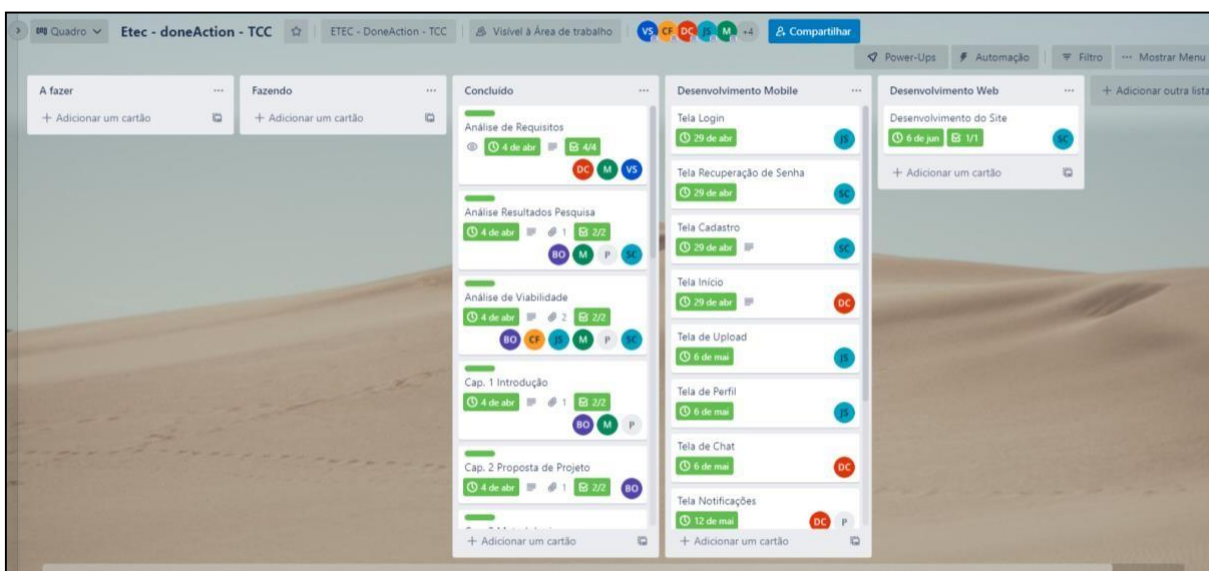 Quadro
Etec - doneAction - TCC
ETEC - DoneAction - TCC
Visível à Área de trabalho
VS CF DC JS M +4
Compartilhar
Power-Ups
Automação
Filtro
... Mostrar Menu
A fazer ...
+ Adicionar um cartão
Fazendo ...
+ Adicionar um cartão
Concluído ...
Análise de Requisitos
4 de abr 4/4
DC M VS
Análise Resultados Pesquisa
4 de abr 1 2/2
BO M P SC
Análise de Viabilidade
4 de abr 2 2/2
BO CF JS M P SC
Cap. 1 Introdução
4 de abr 1 2/2
BO M P
Cap. 2 Proposta de Projeto
4 de abr 1 2/2 BO
+ Adicionar um cartão
Desenvolvimento Mobile ...
Tela Login
29 de abr JS
Tela Recuperação de Senha
29 de abr SC
Tela Cadastro
29 de abr SC
Tela Início
29 de abr DC
Tela de Upload
6 de mai JS
Tela de Perfil
6 de mai JS
Tela de Chat
6 de mai DC
Tela Notificações
12 de mai DC P
+ Adicionar um cartão
Desenvolvimento Web ...
Desenvolvimento do Site
6 de jun 1/1 SC
+ Adicionar um cartão
+ Adicionar outra lista